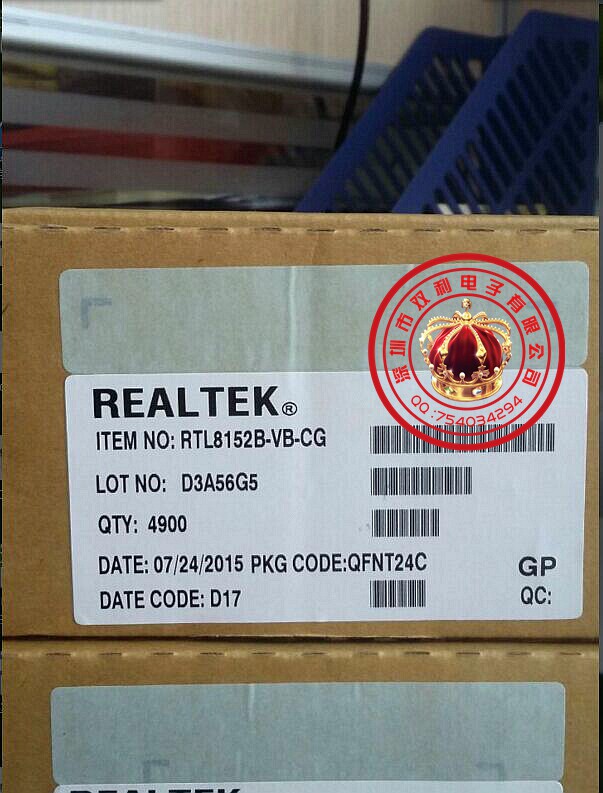 深圳市双利电子有限公司
QQ:754034294
REALTEK®
ITEM NO: RTL8152B-VB-CG
LOT NO: D3A56G5
QTY: 4900
DATE: 07/24/2015 PKG CODE:QFNT24C
GP
DATE CODE: D17
QC:
REALTEK